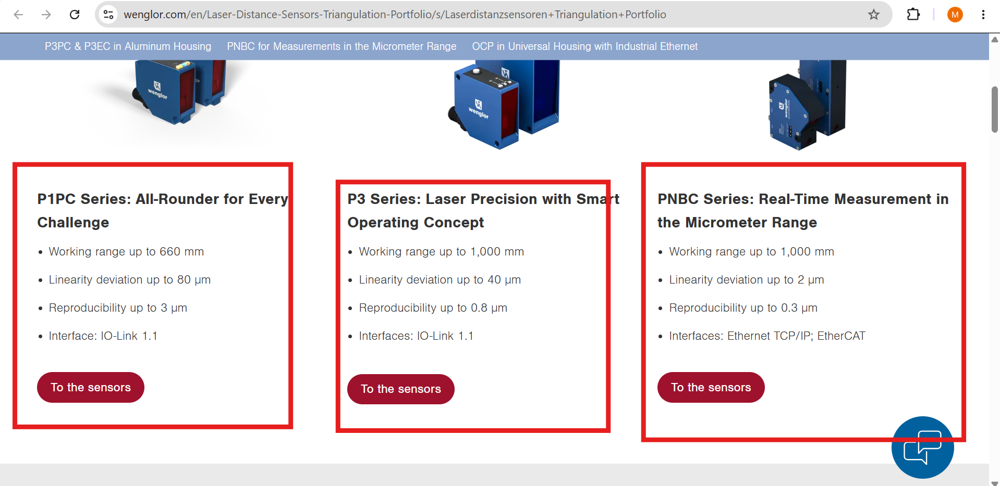 wenglor.com/en/Laser-Distance-Sensors-Triangulation-Portfolio/s/Laserdistanzsensoren+Triangulation+Portfolio
M
P3PC & P3EC in Aluminum Housing
PNBC for Measurements in the Micrometer Range
OCP in Universal Housing with Industrial Ethernet
wenglor
wenglor
wenglor
P1PC Series: All-Rounder for Every
Challenge
• Working range up to 660 mm
• Linearity deviation up to 80 µm
• Reproducibility up to 3 µm
• Interface: IO-Link 1.1
To the sensors
P3 Series: Laser Precision with Smart
Operating Concept
• Working range up to 1,000 mm
• Linearity deviation up to 40 µm
• Reproducibility up to 0.8 µm
• Interfaces: IO-Link 1.1
To the sensors
PNBC Series: Real-Time Measurement in
the Micrometer Range
• Working range up to 1,000 mm
• Linearity deviation up to 2 µm
• Reproducibility up to 0.3 µm
• Interfaces: Ethernet TCP/IP; EtherCAT
To the sensors